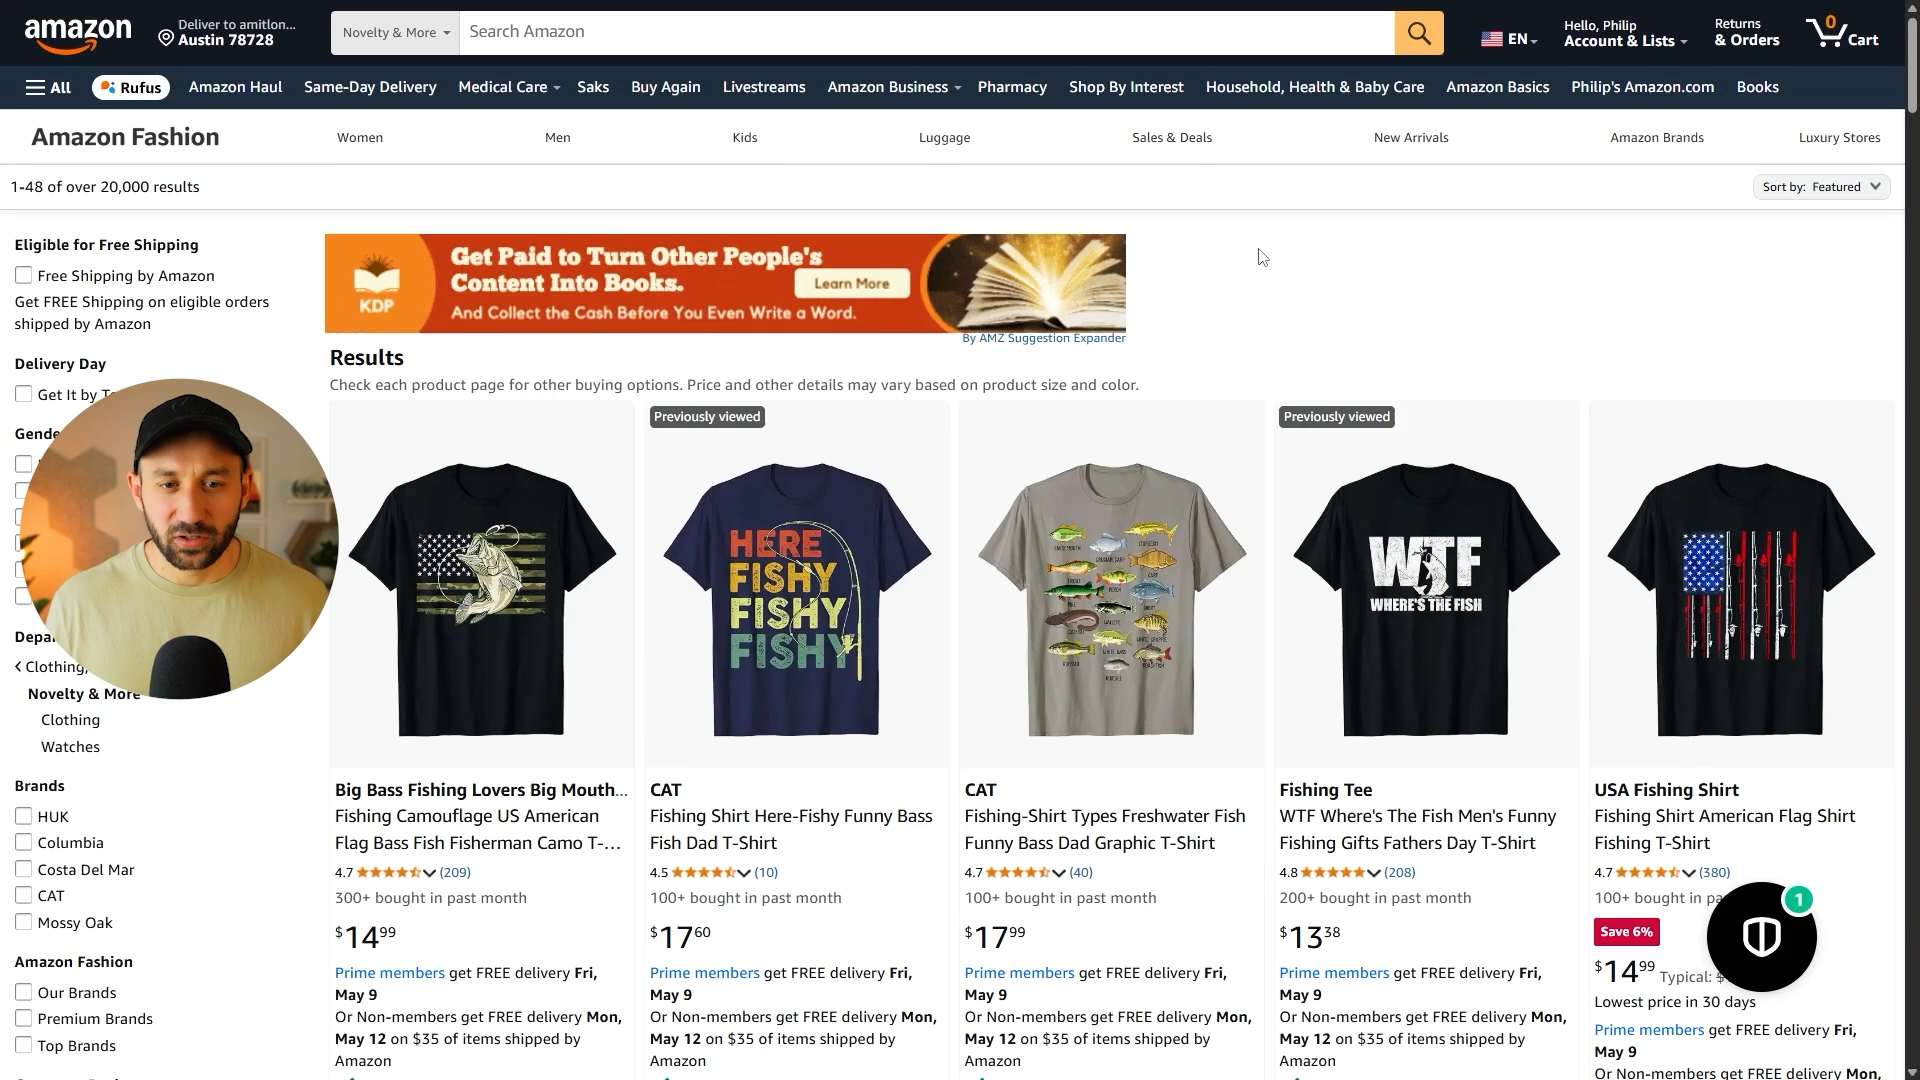 amazon
Deliver to amitlon...
Austin 78728
Novelty & More
Search Amazon
EN
Hello, Philip
Account & Lists
Returns
& Orders
0
Cart
All
Rufus
Amazon Haul
Same-Day Delivery
Medical Care
Saks
Buy Again
Livestreams
Amazon Business
Pharmacy
Shop By Interest
Household, Health & Baby Care
Amazon Basics
Philip's Amazon.com
Books
Amazon Fashion
Women
Men
Kids
Luggage
Sales & Deals
New Arrivals
Amazon Brands
Luxury Stores
1-48 of over 20,000 results
Sort by: Featured
Eligible for Free Shipping
Free Shipping by Amazon
Get FREE Shipping on eligible orders
shipped by Amazon
Delivery Day
Get It by
Brands
HUK
Columbia
Costa Del Mar
CAT
Mossy Oak
Clothing,
Novelty & More
Clothing
Watches
Amazon Fashion
Our Brands
Premium Brands
Top Brands
KDP
Get Paid to Turn Other People's
Content Into Books.
Learn More
And Collect the Cash Before You Even Write a Word.
By AMZ Suggestion Expander
Results
Check each product page for other buying options. Price and other details may vary based on product size and color.
Big Bass Fishing Lovers Big Mouth...
Fishing Camouflage US American
Flag Bass Fish Fisherman Camo T-...
4.7 (209)
300+ bought in past month
$14 99
Prime members get FREE delivery Fri,
May 9
Or Non-members get FREE delivery Mon,
May 12 on $35 of items shipped by
Amazon
Previously viewed
HERE
FISHY
FISHY
FISHY
CAT
Fishing Shirt Here-Fishy Funny Bass
Fish Dad T-Shirt
4.5 (10)
100+ bought in past month
$17 60
Prime members get FREE delivery Fri,
May 9
Or Non-members get FREE delivery Mon,
May 12 on $35 of items shipped by
Amazon
CAT
Fishing-Shirt Types Freshwater Fish
Funny Bass Dad Graphic T-Shirt
4.7 (40)
100+ bought in past month
$17 99
Prime members get FREE delivery Fri,
May 9
Or Non-members get FREE delivery Mon,
May 12 on $35 of items shipped by
Amazon
Previously viewed
WTF
WHERE'S THE FISH
Fishing Tee
WTF Where's The Fish Men's Funny
Fishing Gifts Fathers Day T-Shirt
4.8 (208)
200+ bought in past month
$13 38
Prime members get FREE delivery Fri,
May 9
Or Non-members get FREE delivery Mon,
May 12 on $35 of items shipped by
Amazon
USA Fishing Shirt
Fishing Shirt American Flag Shirt
Fishing T-Shirt
4.7 (380)
100+ bought in
Save 6%
$14 99 Typical:
Lowest price in 30 days
Prime members get FREE delivery Fri,
May 9
Or Non-members get FREE delivery Mon,
1